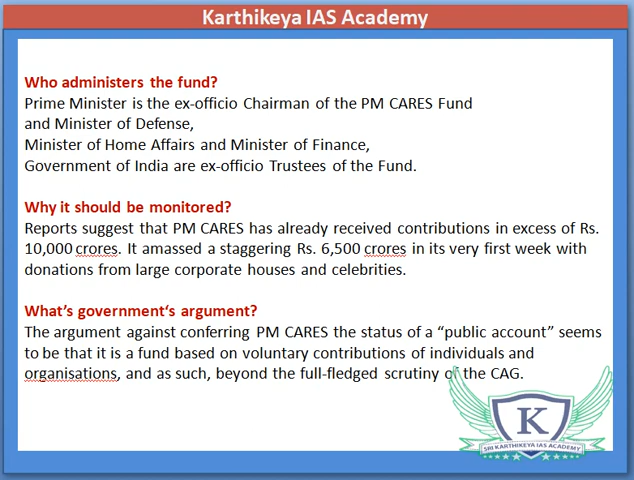 Karthikeya IAS Academy
Who administers the fund?
Prime Minister is the ex-officio Chairman of the PM CARES Fund
and Minister of Defense,
Minister of Home Affairs and Minister of Finance,
Government of India are ex-officio Trustees of the Fund.
Why it should be monitored?
Reports suggest that PM CARES has already received contributions in excess of Rs.
10,000 crores. It amassed a staggering Rs. 6,500 crores in its very first week with
donations from large corporate houses and celebrities.
What's government‘s argument?
The argument against conferring PM CARES the status of a “public account” seems
to be that it is a fund based on voluntary contributions of individuals and
organisations, and as such, beyond the full-fledged scrutiny of the CAG.
K
SRI KARTHIKEYA IAS ACADEMY